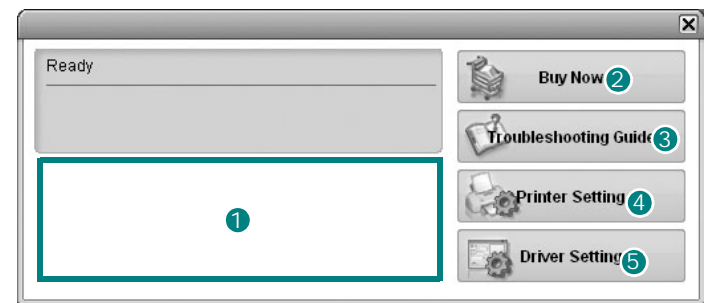 Ready
Buy Now 2
Troubleshooting Guide 3
1
Printer Setting 4
Driver Setting 5